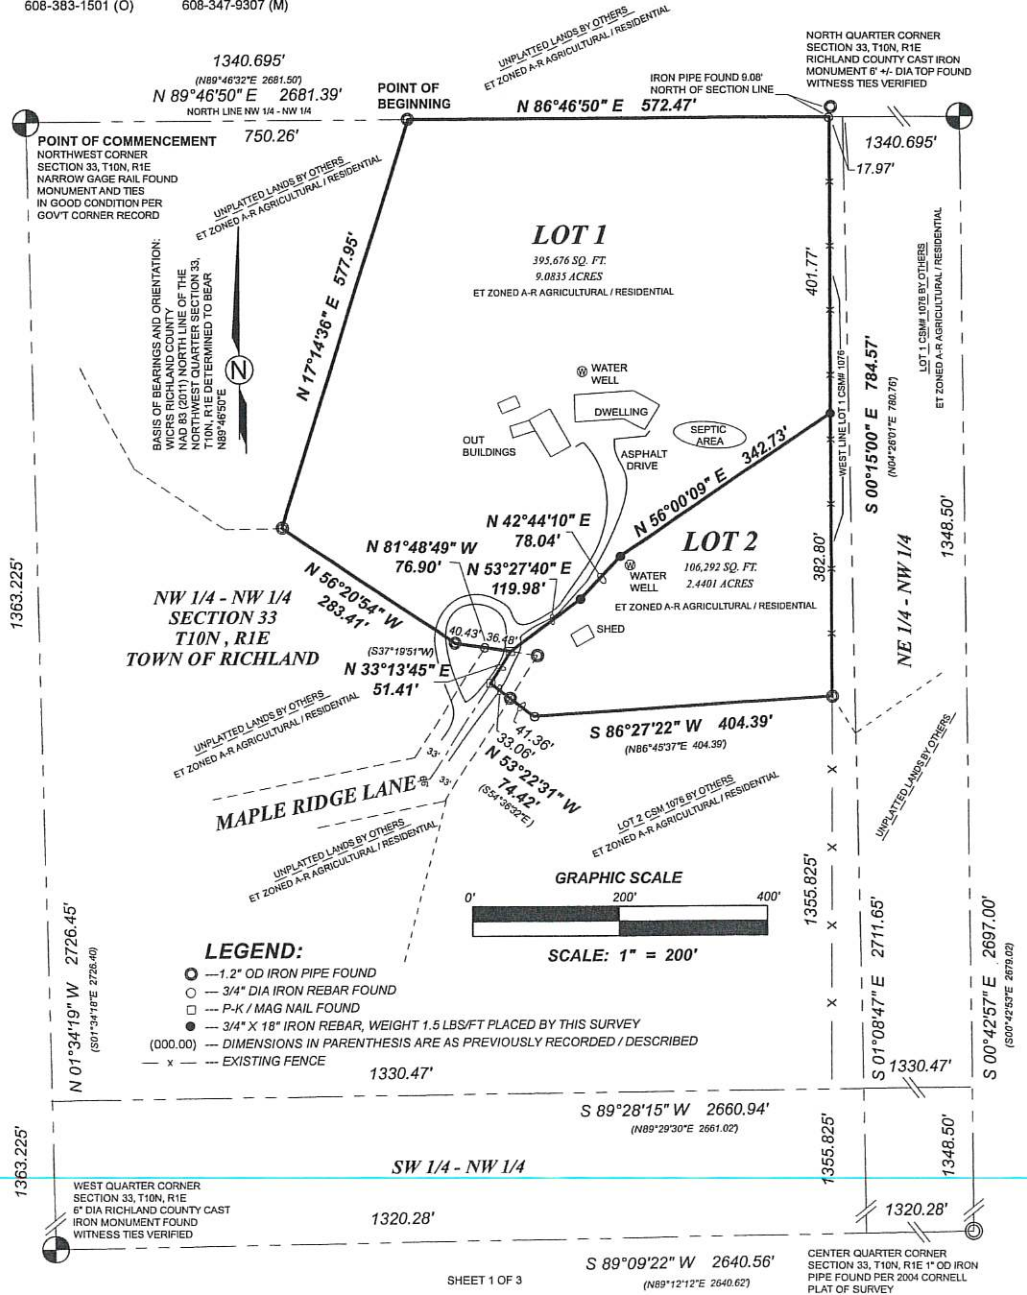 608-383-1501 (O) 608-347-9307 (M)
1340.695'
(N89°46'32"E 2681.50')
N 89°46'50" E 2681.39'
NORTH LINE NW 1/4 - NW 1/4
750.26'
POINT OF
BEGINNING
UNPLATTED LANDS BY OTHERS
ET ZONED A-R AGRICULTURAL / RESIDENTIAL
IRON PIPE FOUND 9.08'
NORTH OF SECTION LINE
N 86°46'50" E 572.47'
NORTH QUARTER CORNER
SECTION 33, T10N, R1E
RICHLAND COUNTY CAST IRON
MONUMENT 6' +/- DIA TOP FOUND
WITNESS TIES VERIFIED
1340.695'
17.97'
POINT OF COMMENCEMENT
NORTHWEST CORNER
SECTION 33, T10N, R1E
NARROW GAGE RAIL FOUND
MONUMENT AND TIES
IN GOOD CONDITION PER
GOV'T CORNER RECORD
UNPLATTED LANDS BY OTHERS
ET ZONED A-R AGRICULTURAL / RESIDENTIAL
BASIS OF BEARINGS AND ORIENTATION:
WICRS RICHLAND COUNTY
NAD 83 (2011) NORTH LINE OF THE
NORTHWEST QUARTER SECTION 33,
T10N, R1E DETERMINED TO BEAR
N89°46'50"E
N
N 17°14'36" E 577.95'
LOT 1
395,676 SQ. FT.
9.0835 ACRES
ET ZONED A-R AGRICULTURAL / RESIDENTIAL
401.77'
WEST LINE LOT 1 CSM# 1076
S 00°15'00" E 784.57'
(N04°26'01"E 780.76')
LOT 1 CSM# 1076 BY OTHERS
ET ZONED A-R AGRICULTURAL / RESIDENTIAL
W WATER
WELL
DWELLING
OUT
BUILDINGS
SEPTIC
AREA
ASPHALT
DRIVE
N 56°00'09" E 342.73'
N 42°44'10" E
78.04'
N 81°48'49" W
76.90'
N 53°27'40" E
119.98'
LOT 2
106,292 SQ. FT.
2.4401 ACRES
ET ZONED A-R AGRICULTURAL / RESIDENTIAL
W WATER
WELL
SHED
382.80'
1348.50'
NE 1/4 - NW 1/4
1363.225'
N 56°20'54" W
283.41'
NW 1/4 - NW 1/4
SECTION 33
T10N , R1E
TOWN OF RICHLAND
40.43' 36.48'
(S37°19'51"W)
N 33°13'45" E
51.41'
S 86°27'22" W 404.39'
(N86°45'37"E 404.39')
41.36'
33.06'
N 53°22'31" W
74.42'
(S54°36'32"E)
UNPLATTED LANDS BY OTHERS
ET ZONED A-R AGRICULTURAL / RESIDENTIAL
33'
66'
33'
MAPLE RIDGE LANE
UNPLATTED LANDS BY OTHERS
ET ZONED A-R AGRICULTURAL / RESIDENTIAL
LOT 2 CSM 1076 BY OTHERS
ET ZONED A-R AGRICULTURAL / RESIDENTIAL
UNPLATTED LANDS BY OTHERS
GRAPHIC SCALE
0' 200' 400'
SCALE: 1" = 200'
1355.825'
N 01°34'19" W 2726.45'
(S01°34'18"E 2726.40)
S 01°08'47" E 2711.65'
S 00°42'57" E 2697.00'
(S00°42'53"E 2679.02)
LEGEND:
---1.2" OD IRON PIPE FOUND
--- 3/4" DIA IRON REBAR FOUND
--- P-K / MAG NAIL FOUND
--- 3/4" X 18" IRON REBAR, WEIGHT 1.5 LBS/FT PLACED BY THIS SURVEY
(000.00) --- DIMENSIONS IN PARENTHESIS ARE AS PREVIOUSLY RECORDED / DESCRIBED
— x — --- EXISTING FENCE
1330.47'
1330.47'
S 89°28'15" W 2660.94'
(N89°29'30"E 2661.02')
1363.225'
SW 1/4 - NW 1/4
1355.825'
1348.50'
WEST QUARTER CORNER
SECTION 33, T10N, R1E
6" DIA RICHLAND COUNTY CAST
IRON MONUMENT FOUND
WITNESS TIES VERIFIED
1320.28'
1320.28'
S 89°09'22" W 2640.56'
(N89°12'12"E 2640.62')
CENTER QUARTER CORNER
SECTION 33, T10N, R1E 1" OD IRON
PIPE FOUND PER 2004 CORNELL
PLAT OF SURVEY
SHEET 1 OF 3